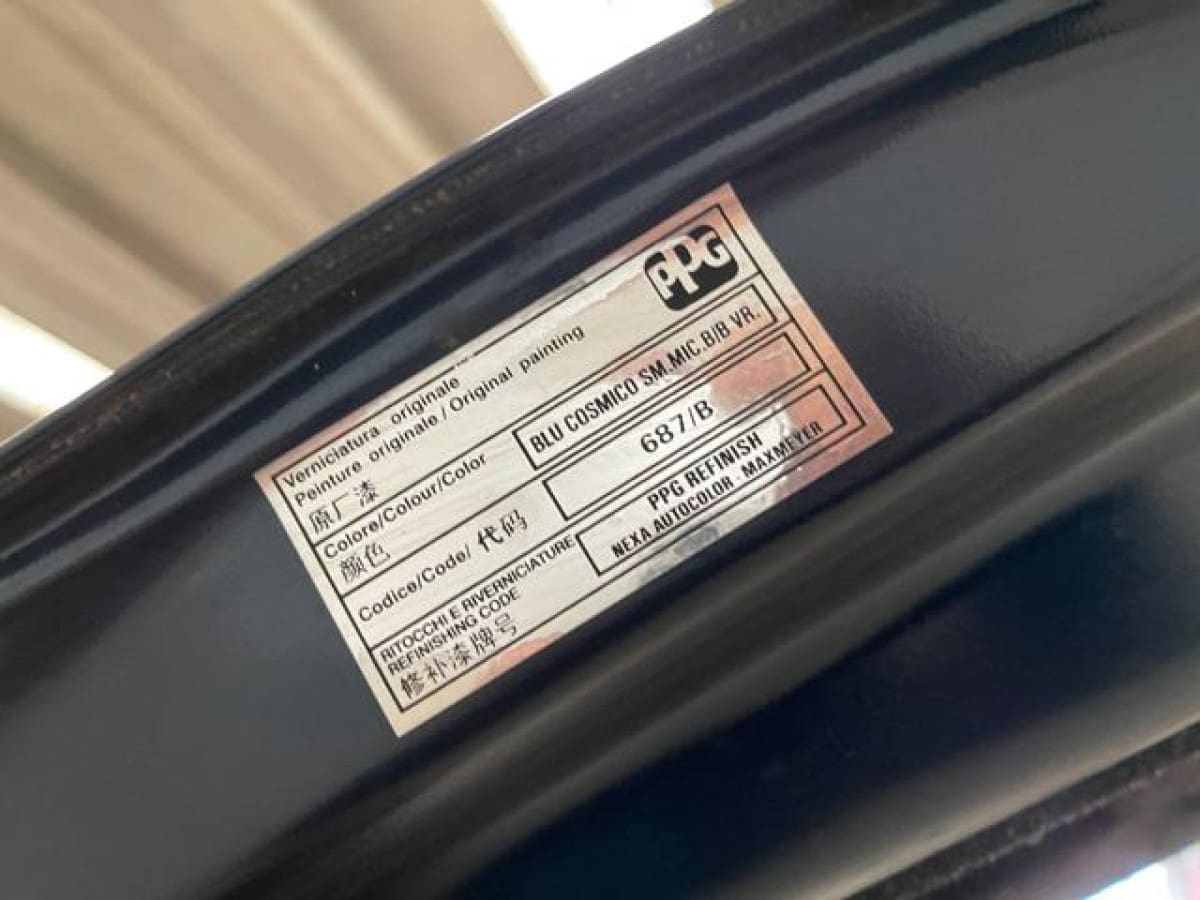 PPG
Verniciatura originale
Peinture originale / Original painting
原厂漆
Colore/Colour/Color
颜色
BLU COSMICO SM.MIC.B/B VR.
Codice/Code/ 代码
687/B
RITOCCHI E RIVERNICIATURE
REFINISHING CODE
修补漆牌号
PPG REFINISH
NEXA AUTOCOLOR - MAXMEYER